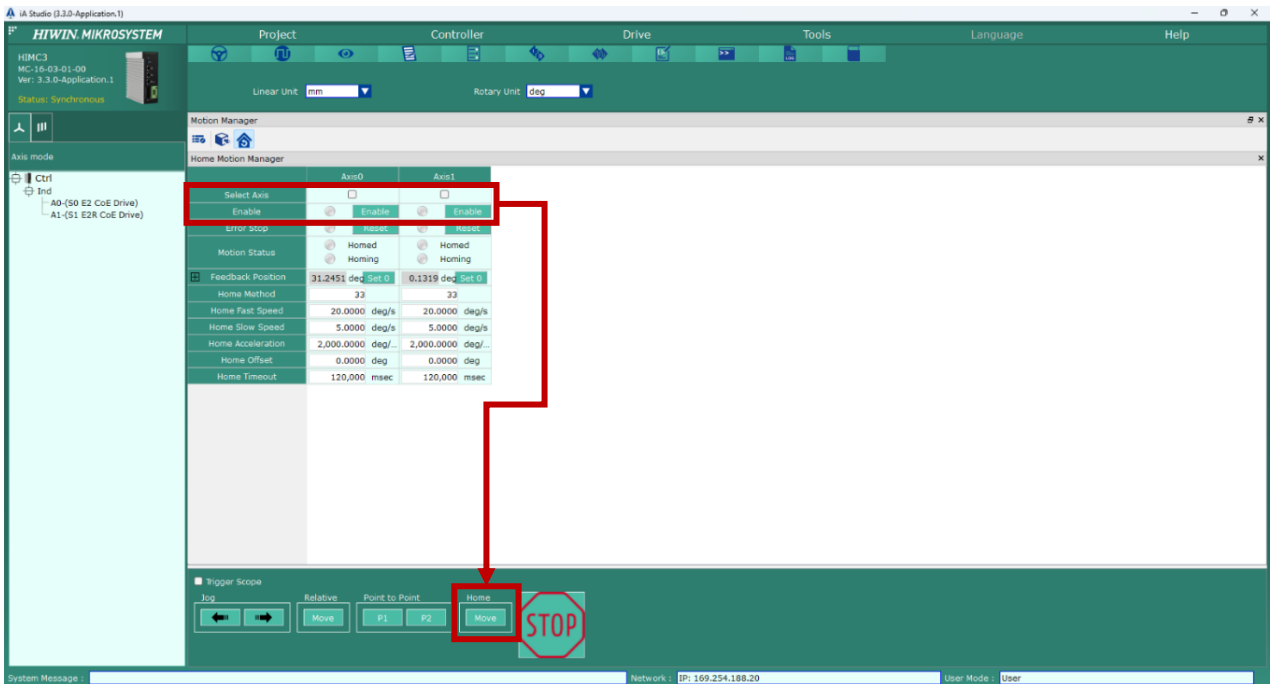 iA Studio (3.3.0-Application.1)
HIWIN. MIKROSYSTEM
Project Controller Drive Tools Language Help
HIMC3
MC-16-03-01-00
Ver: 3.3.0-Application.1
Status: Synchronous
Linear Unit mm Rotary Unit deg
Motion Manager
Axis mode
Home Motion Manager
Ctrl
Ind
A0-(S0 E2 CoE Drive)
A1-(S1 E2R CoE Drive)
Axis0 Axis1
Select Axis
Enable Enable Enable
Error Stop Reset Reset
Motion Status Homed Homed
Homing Homing
Feedback Position 31.2451 deg Set 0 0.1319 deg Set 0
Home Method 33 33
Home Fast Speed 20.0000 deg/s 20.0000 deg/s
Home Slow Speed 5.0000 deg/s 5.0000 deg/s
Home Acceleration 2,000.0000 deg/... 2,000.0000 deg/...
Home Offset 0.0000 deg 0.0000 deg
Home Timeout 120,000 msec 120,000 msec
Trigger Scope
Jog Relative Point to Point Home
Move P1 P2 Move
STOP
System Message : Network : IP: 169.254.188.20 User Mode : User